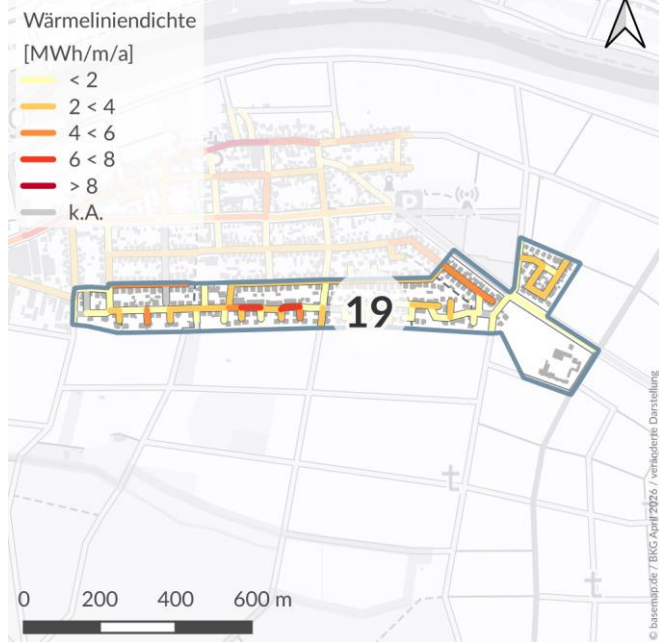 Wärmeliniendichte
[MWh/m/a]
< 2
2 < 4
4 < 6
6 < 8
> 8
k.A.
P
19
0 200 400 600 m
© basemap.de / BKG April 2026 / veränderte Darstellung